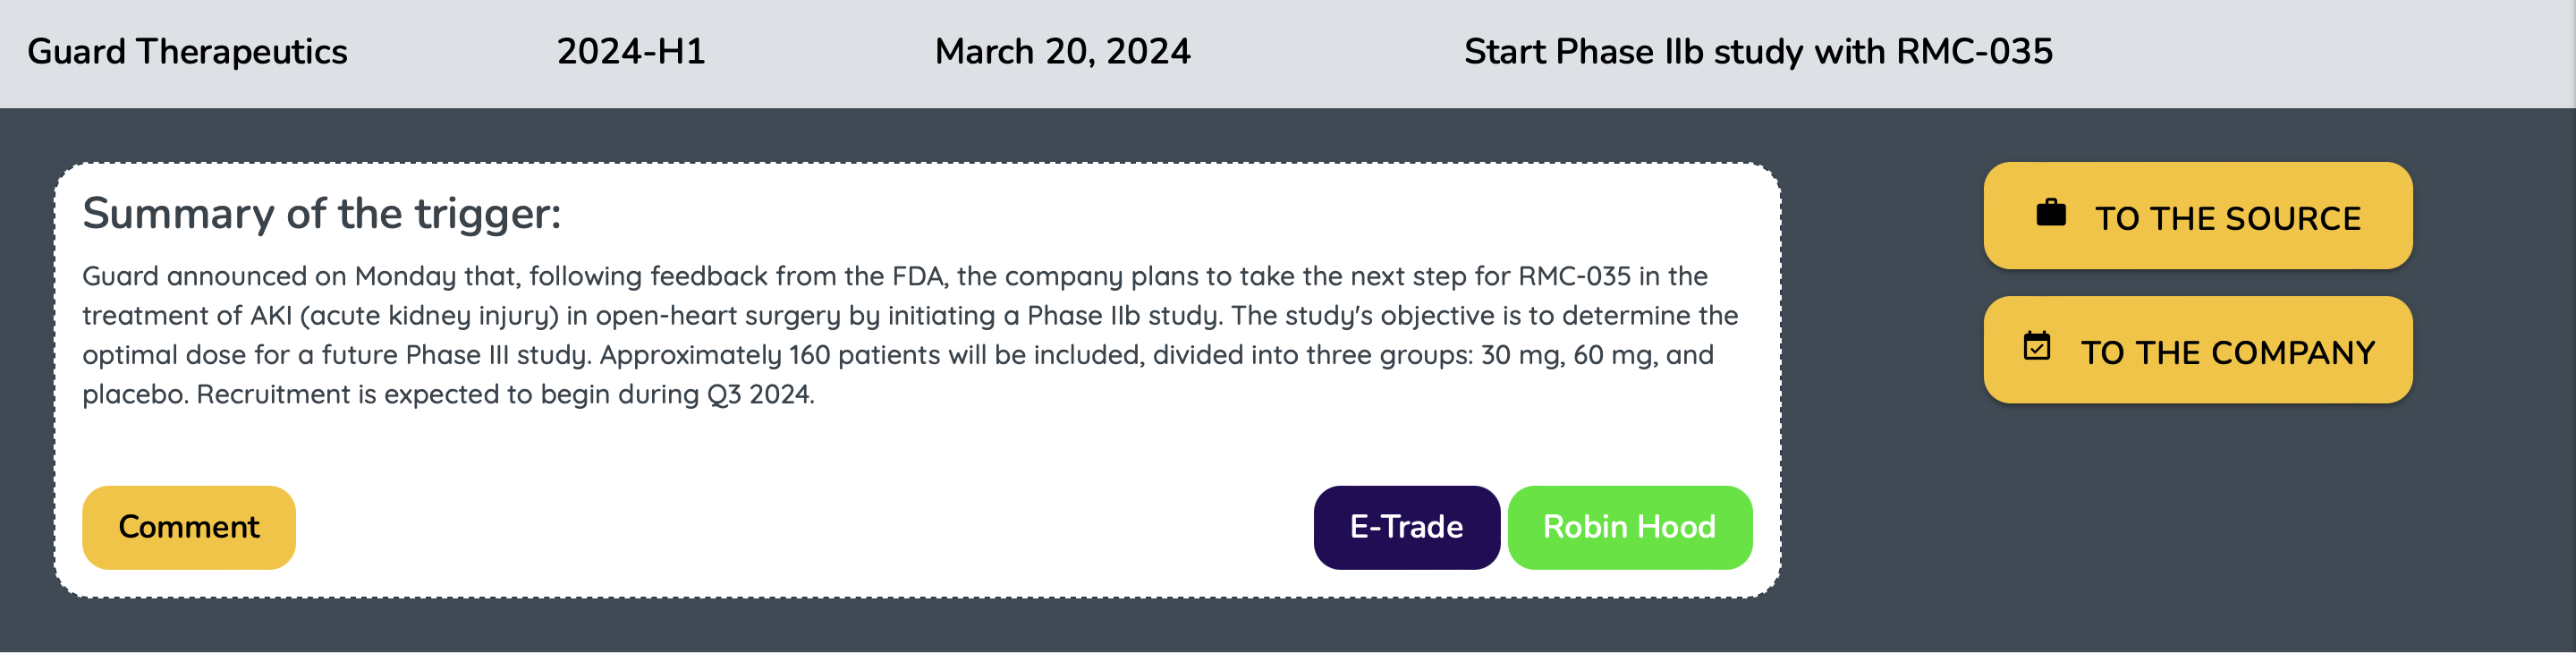 Guard Therapeutics 2024-H1 March 20, 2024 Start Phase IIb study with RMC-035
Summary of the trigger:
Guard announced on Monday that, following feedback from the FDA, the company plans to take the next step for RMC-035 in the
treatment of AKI (acute kidney injury) in open-heart surgery by initiating a Phase IIb study. The study's objective is to determine the
optimal dose for a future Phase III study. Approximately 160 patients will be included, divided into three groups: 30 mg, 60 mg, and
placebo. Recruitment is expected to begin during Q3 2024.
Comment
E-Trade
Robin Hood
TO THE SOURCE
TO THE COMPANY